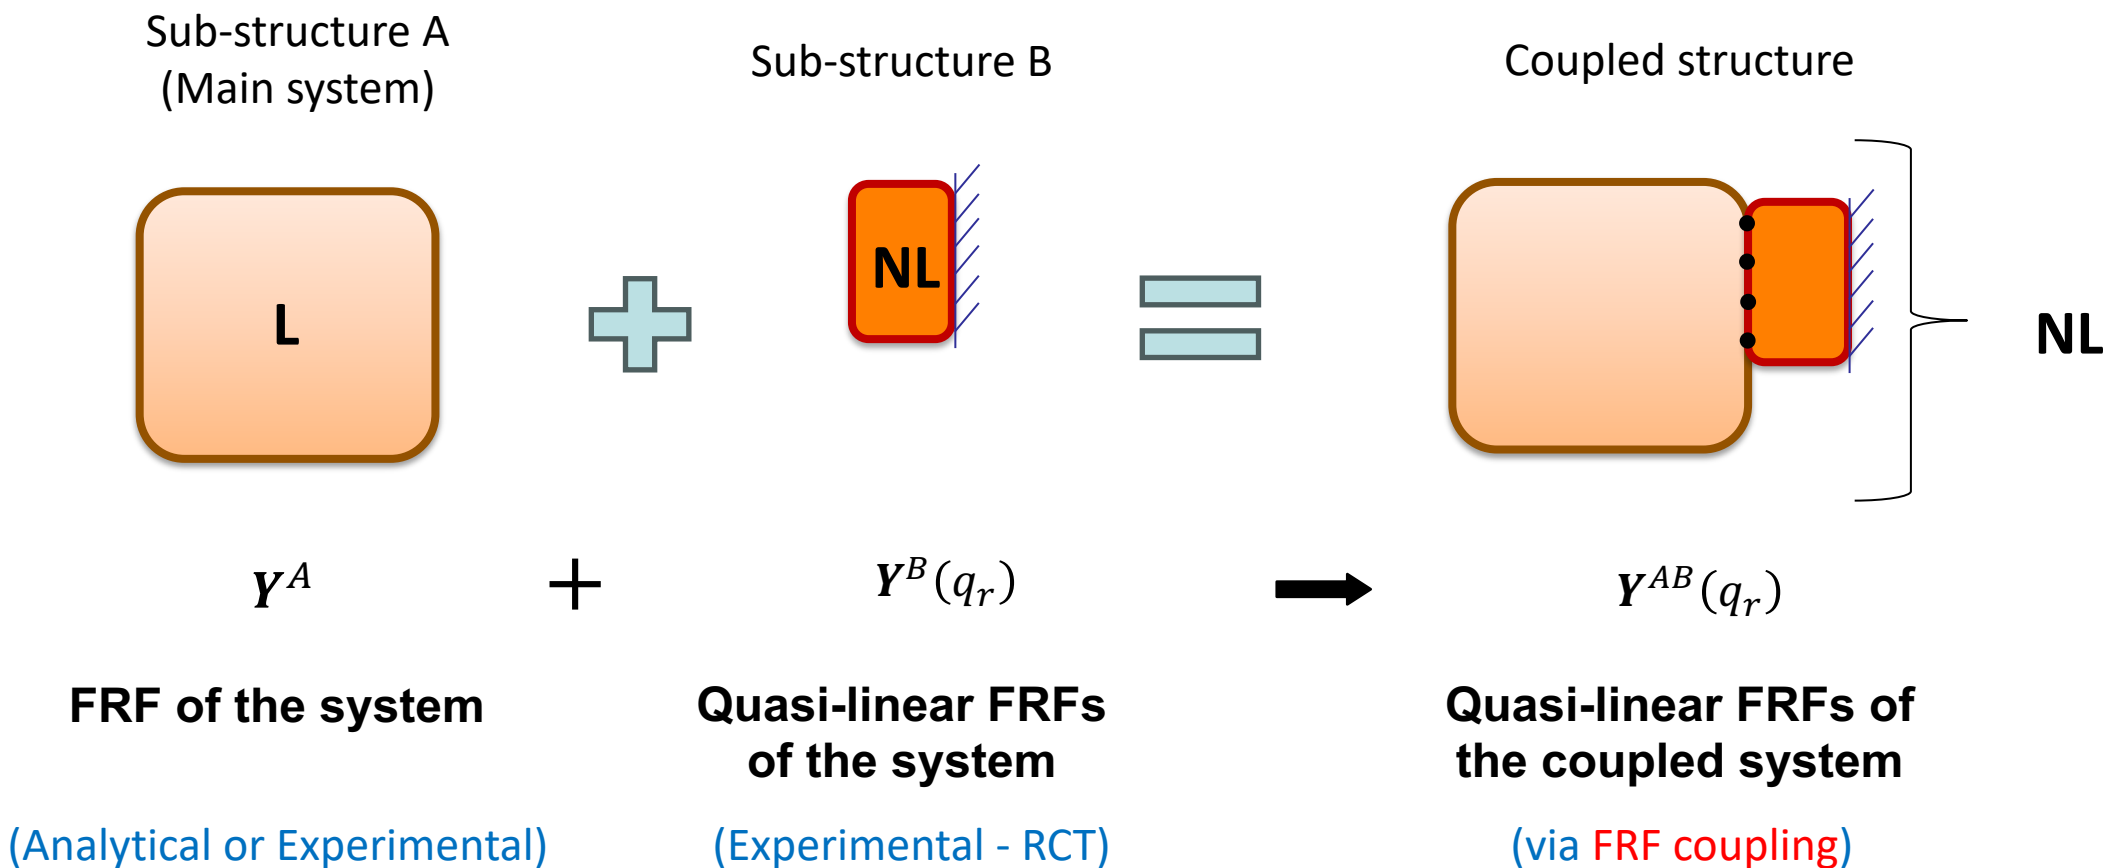 Sub-structure A
(Main system)
Sub-structure B
Coupled structure
L
NL
NL
Y^A
+
Y^B(q_r)
Y^{AB}(q_r)
FRF of the system
Quasi-linear FRFs
of the system
Quasi-linear FRFs of
the coupled system
(Analytical or Experimental)
(Experimental - RCT)
(via FRF coupling)